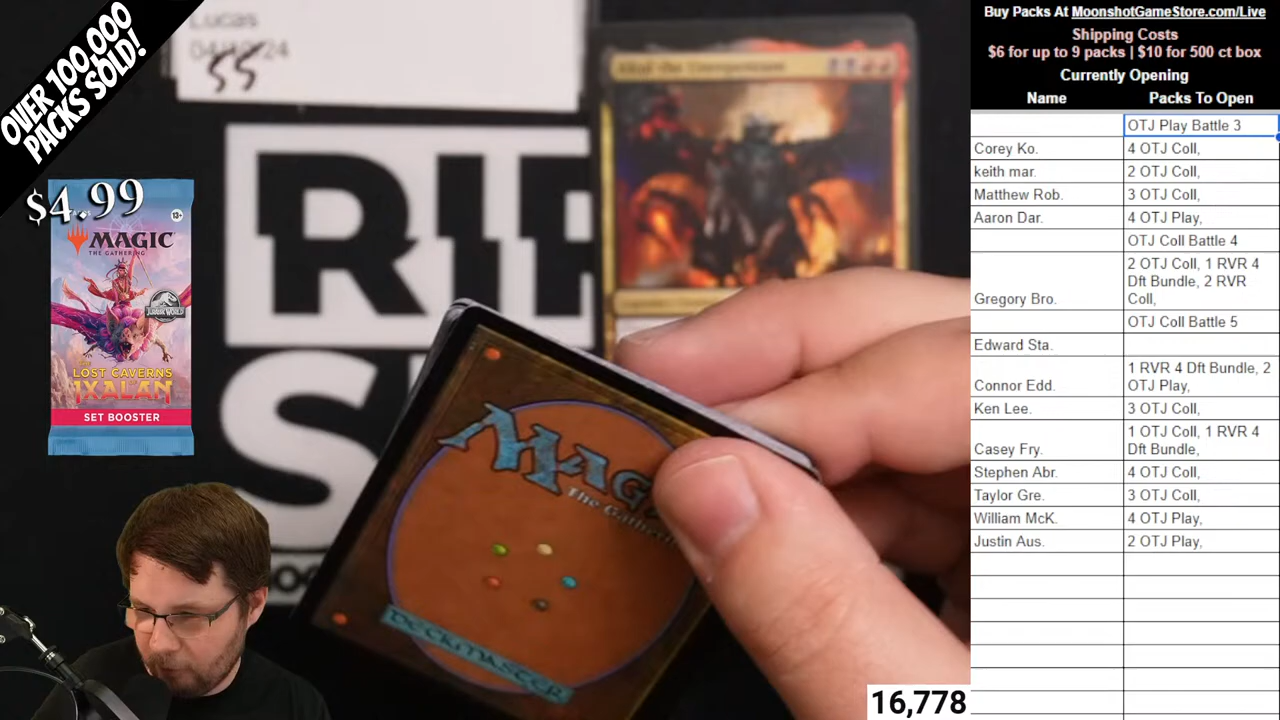 OVER 100,000
PACKS SOLD!
$4.99
13+
MAGIC
THE GATHERING
JURASSIC WORLD
LOST CAVERNS
IXALAN
SET BOOSTER
Lucas
55
RIP
S
MAGIC
The Gathering
DECKMASTER
16,778
Buy Packs At MoonshotGameStore.com/Live
Shipping Costs
$6 for up to 9 packs | $10 for 500 ct box
Currently Opening
Name Packs To Open
OTJ Play Battle 3
Corey Ko. 4 OTJ Coll,
keith mar. 2 OTJ Coll,
Matthew Rob. 3 OTJ Coll,
Aaron Dar. 4 OTJ Play,
OTJ Coll Battle 4
2 OTJ Coll, 1 RVR 4
Dft Bundle, 2 RVR
Gregory Bro. Coll,
OTJ Coll Battle 5
Edward Sta.
1 RVR 4 Dft Bundle, 2
Connor Edd. OTJ Play,
Ken Lee. 3 OTJ Coll,
1 OTJ Coll, 1 RVR 4
Casey Fry. Dft Bundle,
Stephen Abr. 4 OTJ Coll,
Taylor Gre. 3 OTJ Coll,
William McK. 4 OTJ Play,
Justin Aus. 2 OTJ Play,